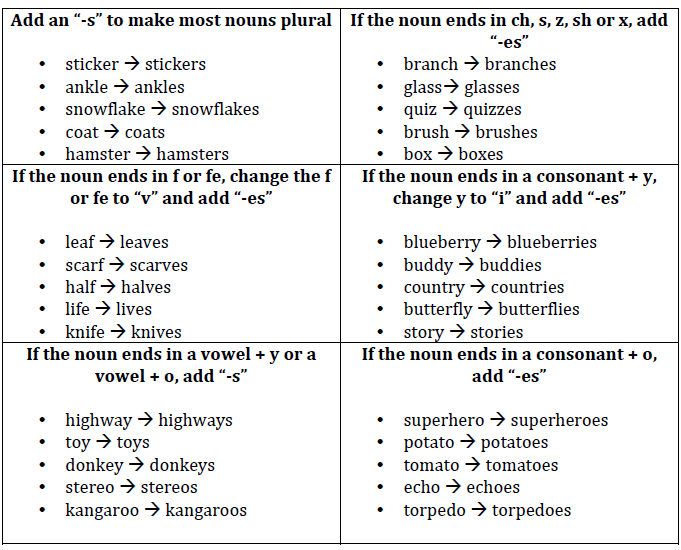 Add an “-s” to make most nouns plural
• sticker → stickers
• ankle → ankles
• snowflake → snowflakes
• coat → coats
• hamster → hamsters
If the noun ends in ch, s, z, sh or x, add
“-es”
• branch → branches
• glass→ glasses
• quiz → quizzes
• brush → brushes
• box → boxes
If the noun ends in f or fe, change the f
or fe to “v” and add “-es”
• leaf → leaves
• scarf → scarves
• half → halves
• life → lives
• knife → knives
If the noun ends in a consonant + y,
change y to “i” and add “-es”
• blueberry → blueberries
• buddy → buddies
• country → countries
• butterfly → butterflies
• story → stories
If the noun ends in a vowel + y or a
vowel + o, add “-s”
• highway → highways
• toy → toys
• donkey → donkeys
• stereo → stereos
• kangaroo → kangaroos
If the noun ends in a consonant + o,
add “-es”
• superhero → superheroes
• potato → potatoes
• tomato → tomatoes
• echo → echoes
• torpedo → torpedoes